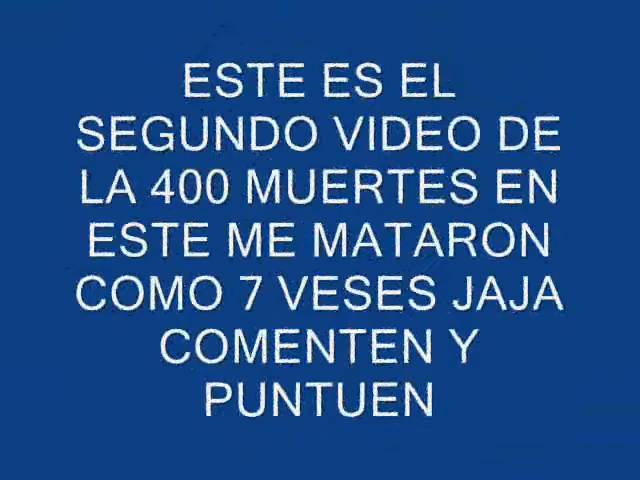 ESTE ES EL
SEGUNDO VIDEO DE
LA 400 MUERTES EN
ESTE ME MATARON
COMO 7 VESES JAJA
COMENTEN Y
PUNTUEN